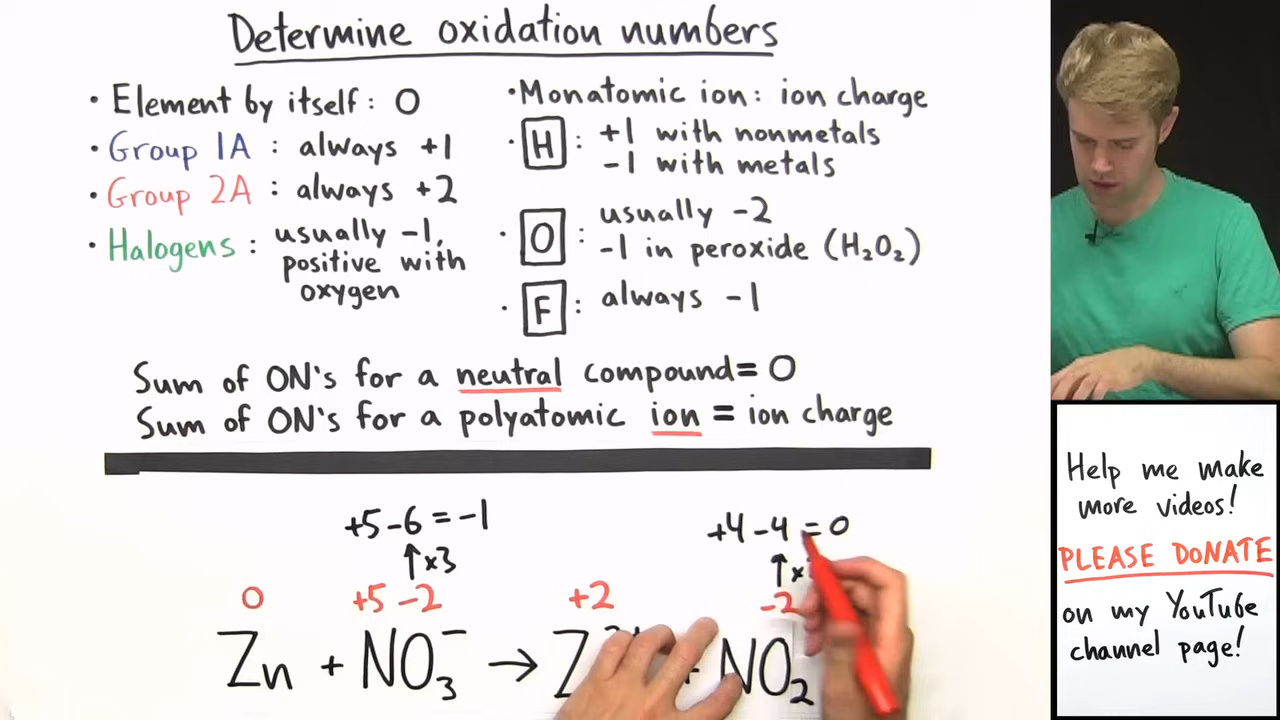 Determine oxidation numbers
• Element by itself: 0
• Group 1A : always +1
• Group 2A : always +2
• Halogens : usually -1,
positive with
oxygen
• Monatomic ion: ion charge
• H : +1 with nonmetals
-1 with metals
• O : usually -2
-1 in peroxide (H₂O₂)
• F : always -1
Sum of ON's for a neutral compound = 0
Sum of ON's for a polyatomic ion = ion charge
+5 -6 = -1
↑ ×3
+4 -4 = 0
↑ ×
0 +5 -2 +2 -2
Zn + NO₃⁻ → Z + NO₂
Help me make
more videos!
PLEASE DONATE
on my YouTube
channel page!